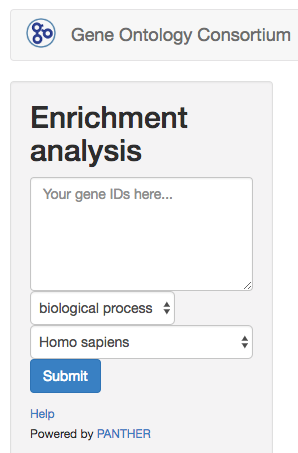 Gene Ontology Consortium
Enrichment
analysis
Your gene IDs here...
biological process
Homo sapiens
Submit
Help
Powered by PANTHER